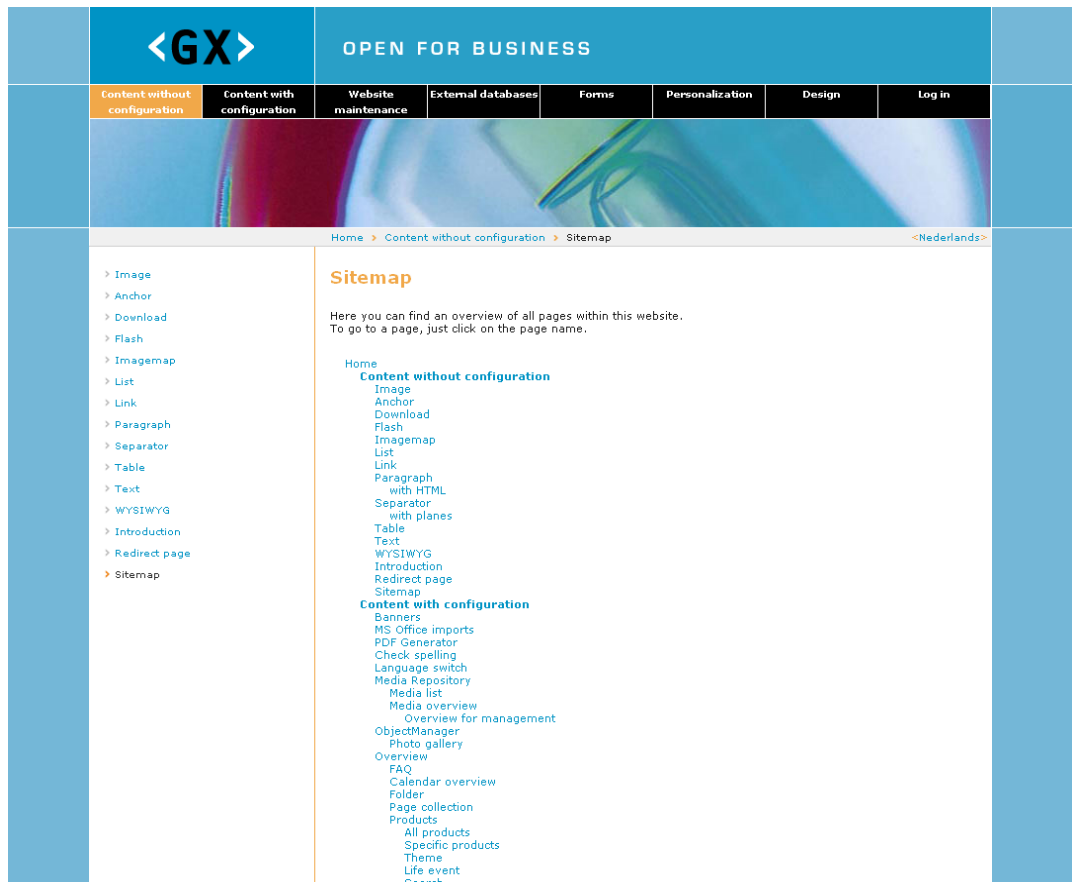 <GX>
OPEN FOR BUSINESS
Content without configuration
Content with configuration
Website maintenance
External databases
Forms
Personalization
Design
Log in
Home > Content without configuration > Sitemap
<Nederlands>
> Image
> Anchor
> Download
> Flash
> Imagemap
> List
> Link
> Paragraph
> Separator
> Table
> Text
> WYSIWYG
> Introduction
> Redirect page
> Sitemap
Sitemap
Here you can find an overview of all pages within this website.
To go to a page, just click on the page name.
Home
Content without configuration
Image
Anchor
Download
Flash
Imagemap
List
Link
Paragraph
with HTML
Separator
with planes
Table
Text
WYSIWYG
Introduction
Redirect page
Sitemap
Content with configuration
Banners
MS Office imports
PDF Generator
Check spelling
Language switch
Media Repository
Media list
Media overview
Overview for management
ObjectManager
Photo gallery
Overview
FAQ
Calendar overview
Folder
Page collection
Products
All products
Specific products
Theme
Life event